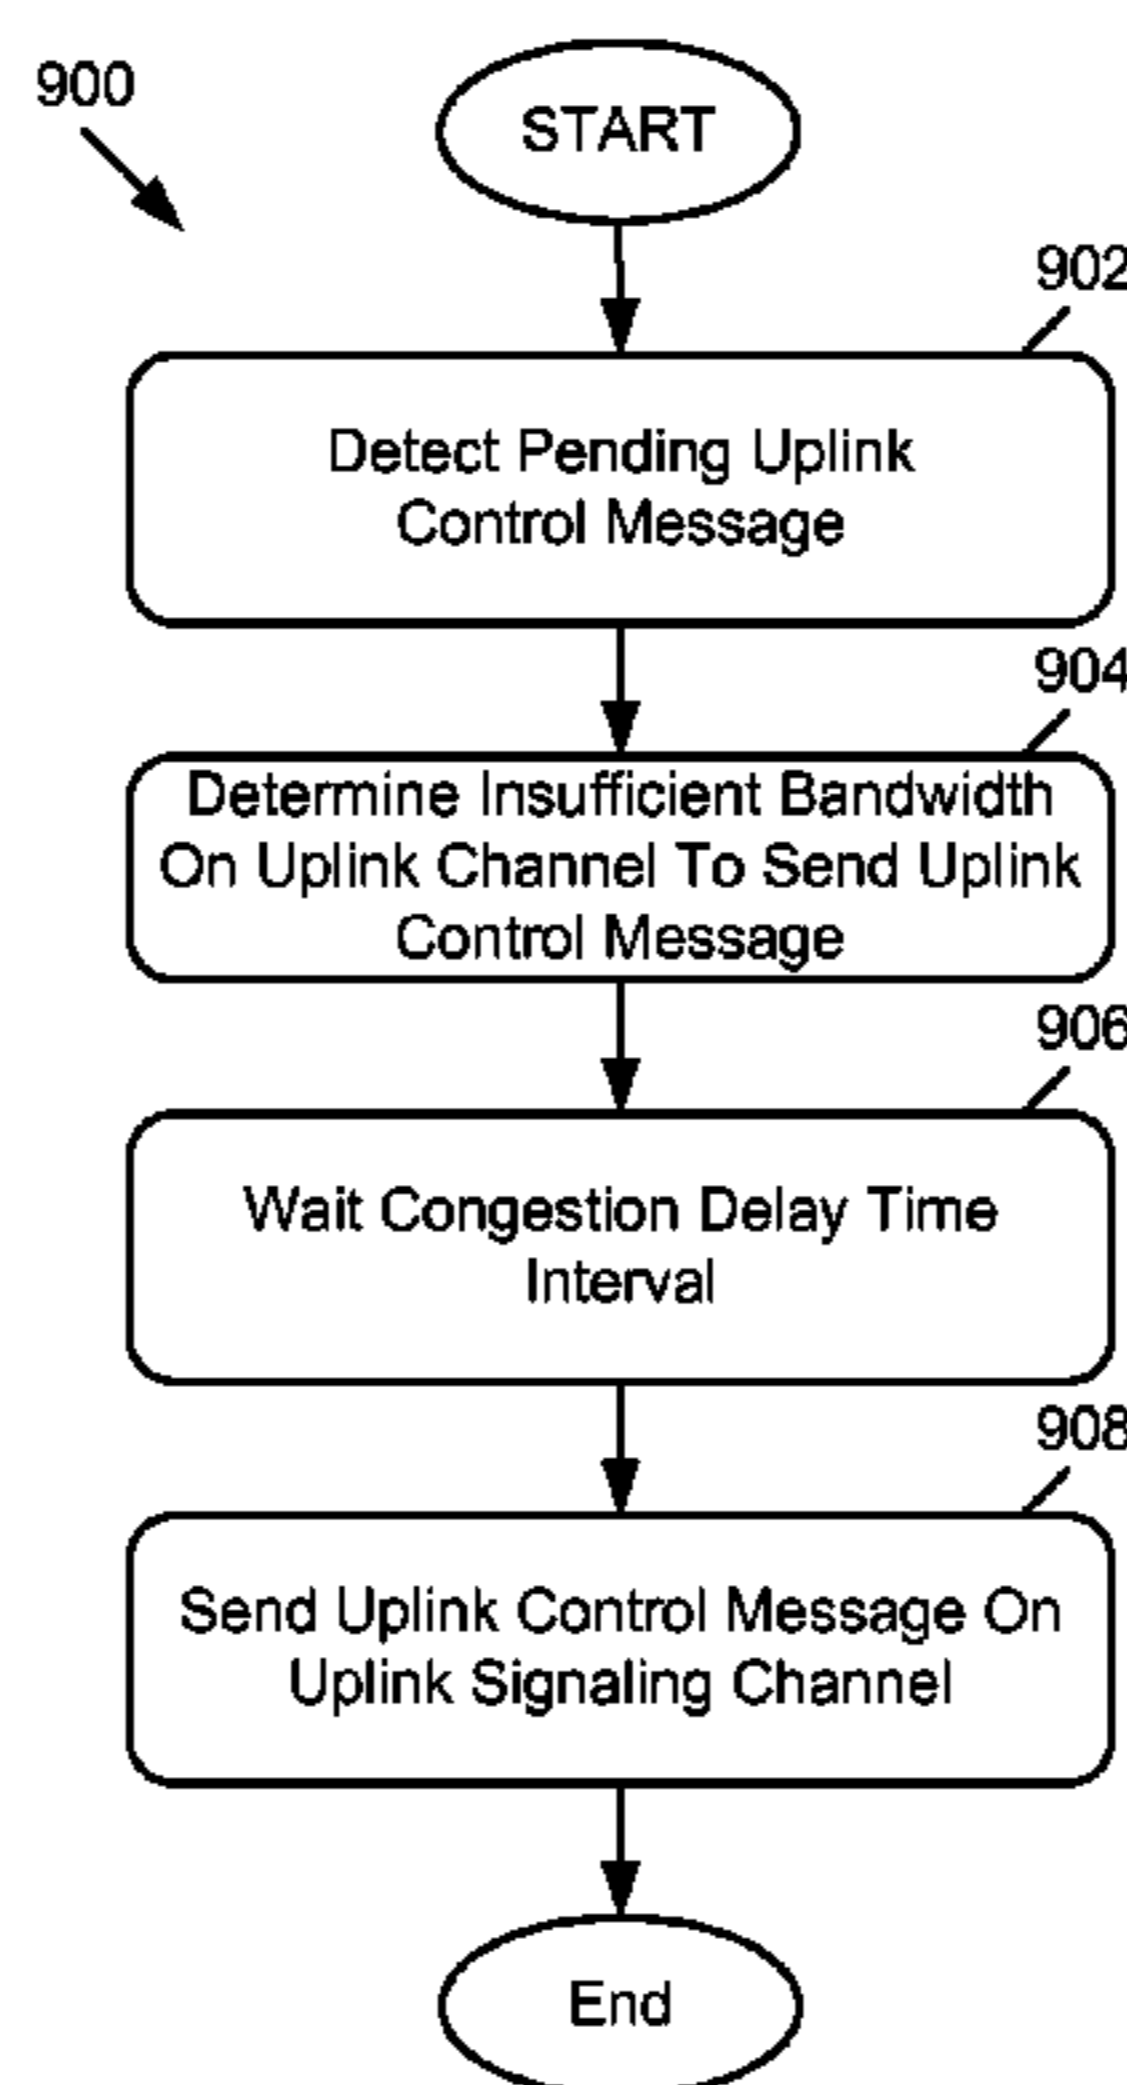 900
START
902
Detect Pending Uplink
Control Message
904
Determine Insufficient Bandwidth
On Uplink Channel To Send Uplink
Control Message
906
Wait Congestion Delay Time
Interval
908
Send Uplink Control Message On
Uplink Signaling Channel
End